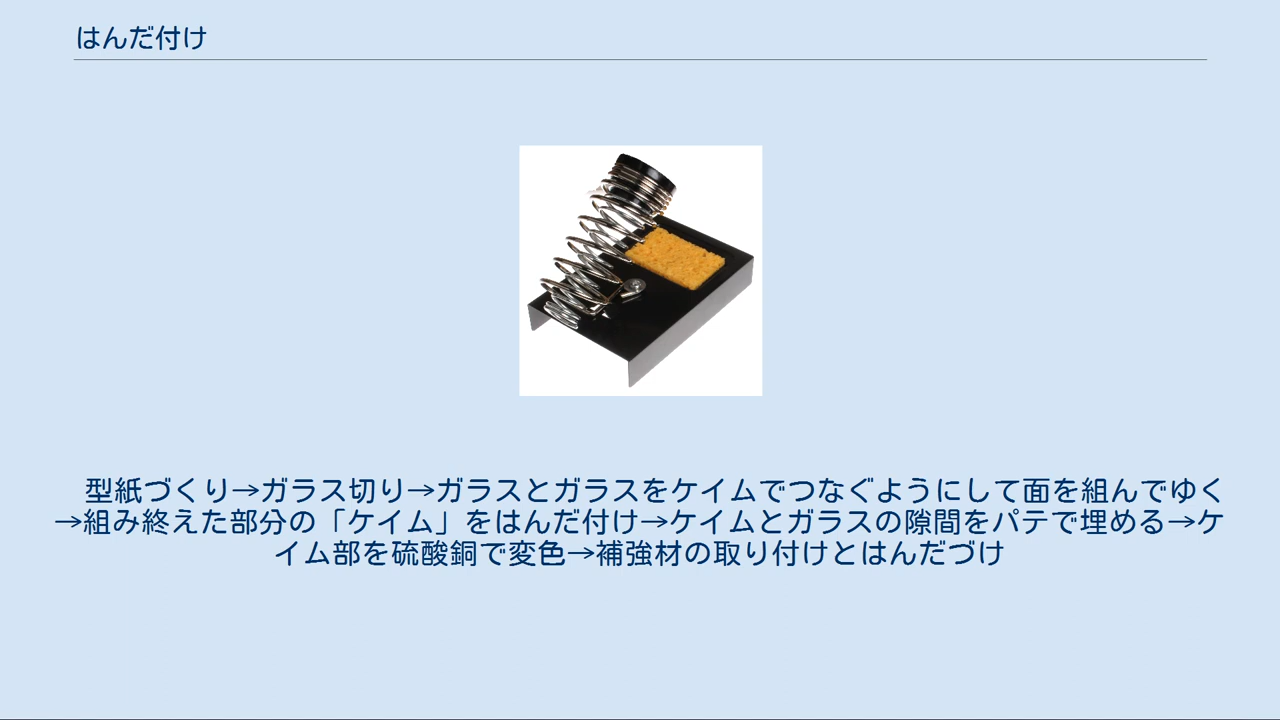 はんだ付け
型紙づくり→ガラス切り→ガラスとガラスをケイムでつなぐようにして面を組んでゆく
→組み終えた部分の「ケイム」をはんだ付け→ケイムとガラスの隙間をパテで埋める→ケ
イム部を硫酸銅で変色→補強材の取り付けとはんだづけ